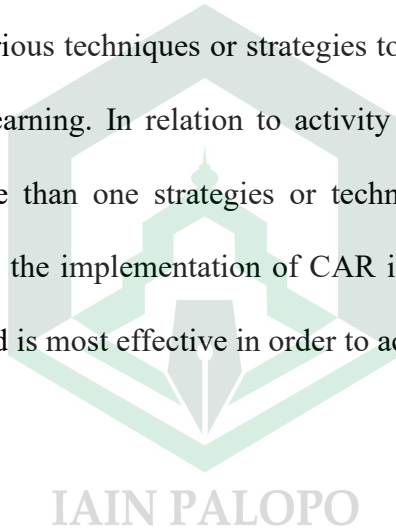 rious techniques or strategies to
earning. In relation to activity
e than one strategies or techn
the implementation of CAR i
d is most effective in order to ac
IAIN PALOPO